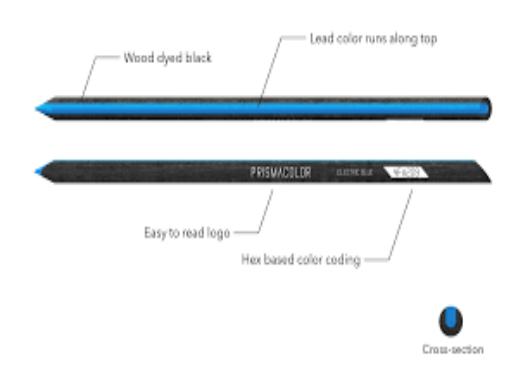 Lead color runs along top
Wood dyed black
PRISMACOLOR ELECTRIC BLUE
Easy to read logo
Hex based color coding
Cross-section